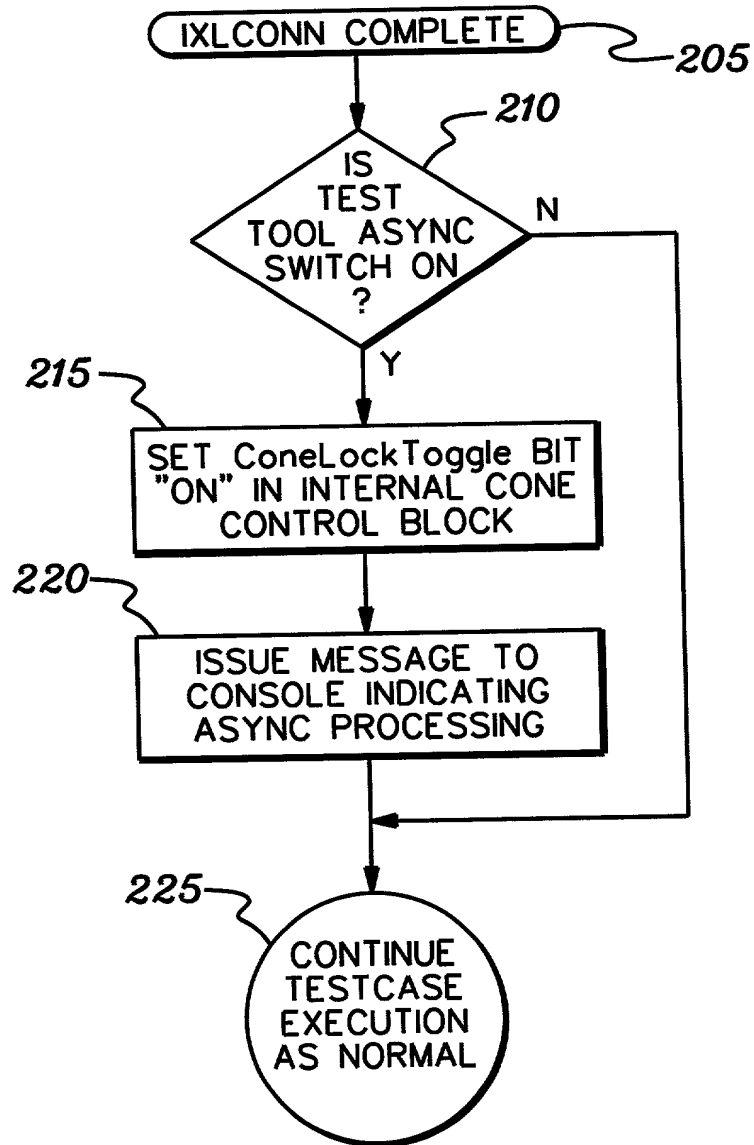 IXLCONN COMPLETE
205
210
IS
TEST
TOOL ASYNC
SWITCH ON
?
N
Y
215
SET ConeLockToggle BIT
"ON" IN INTERNAL CONE
CONTROL BLOCK
220
ISSUE MESSAGE TO
CONSOLE INDICATING
ASYNC PROCESSING
225
CONTINUE
TESTCASE
EXECUTION
AS NORMAL